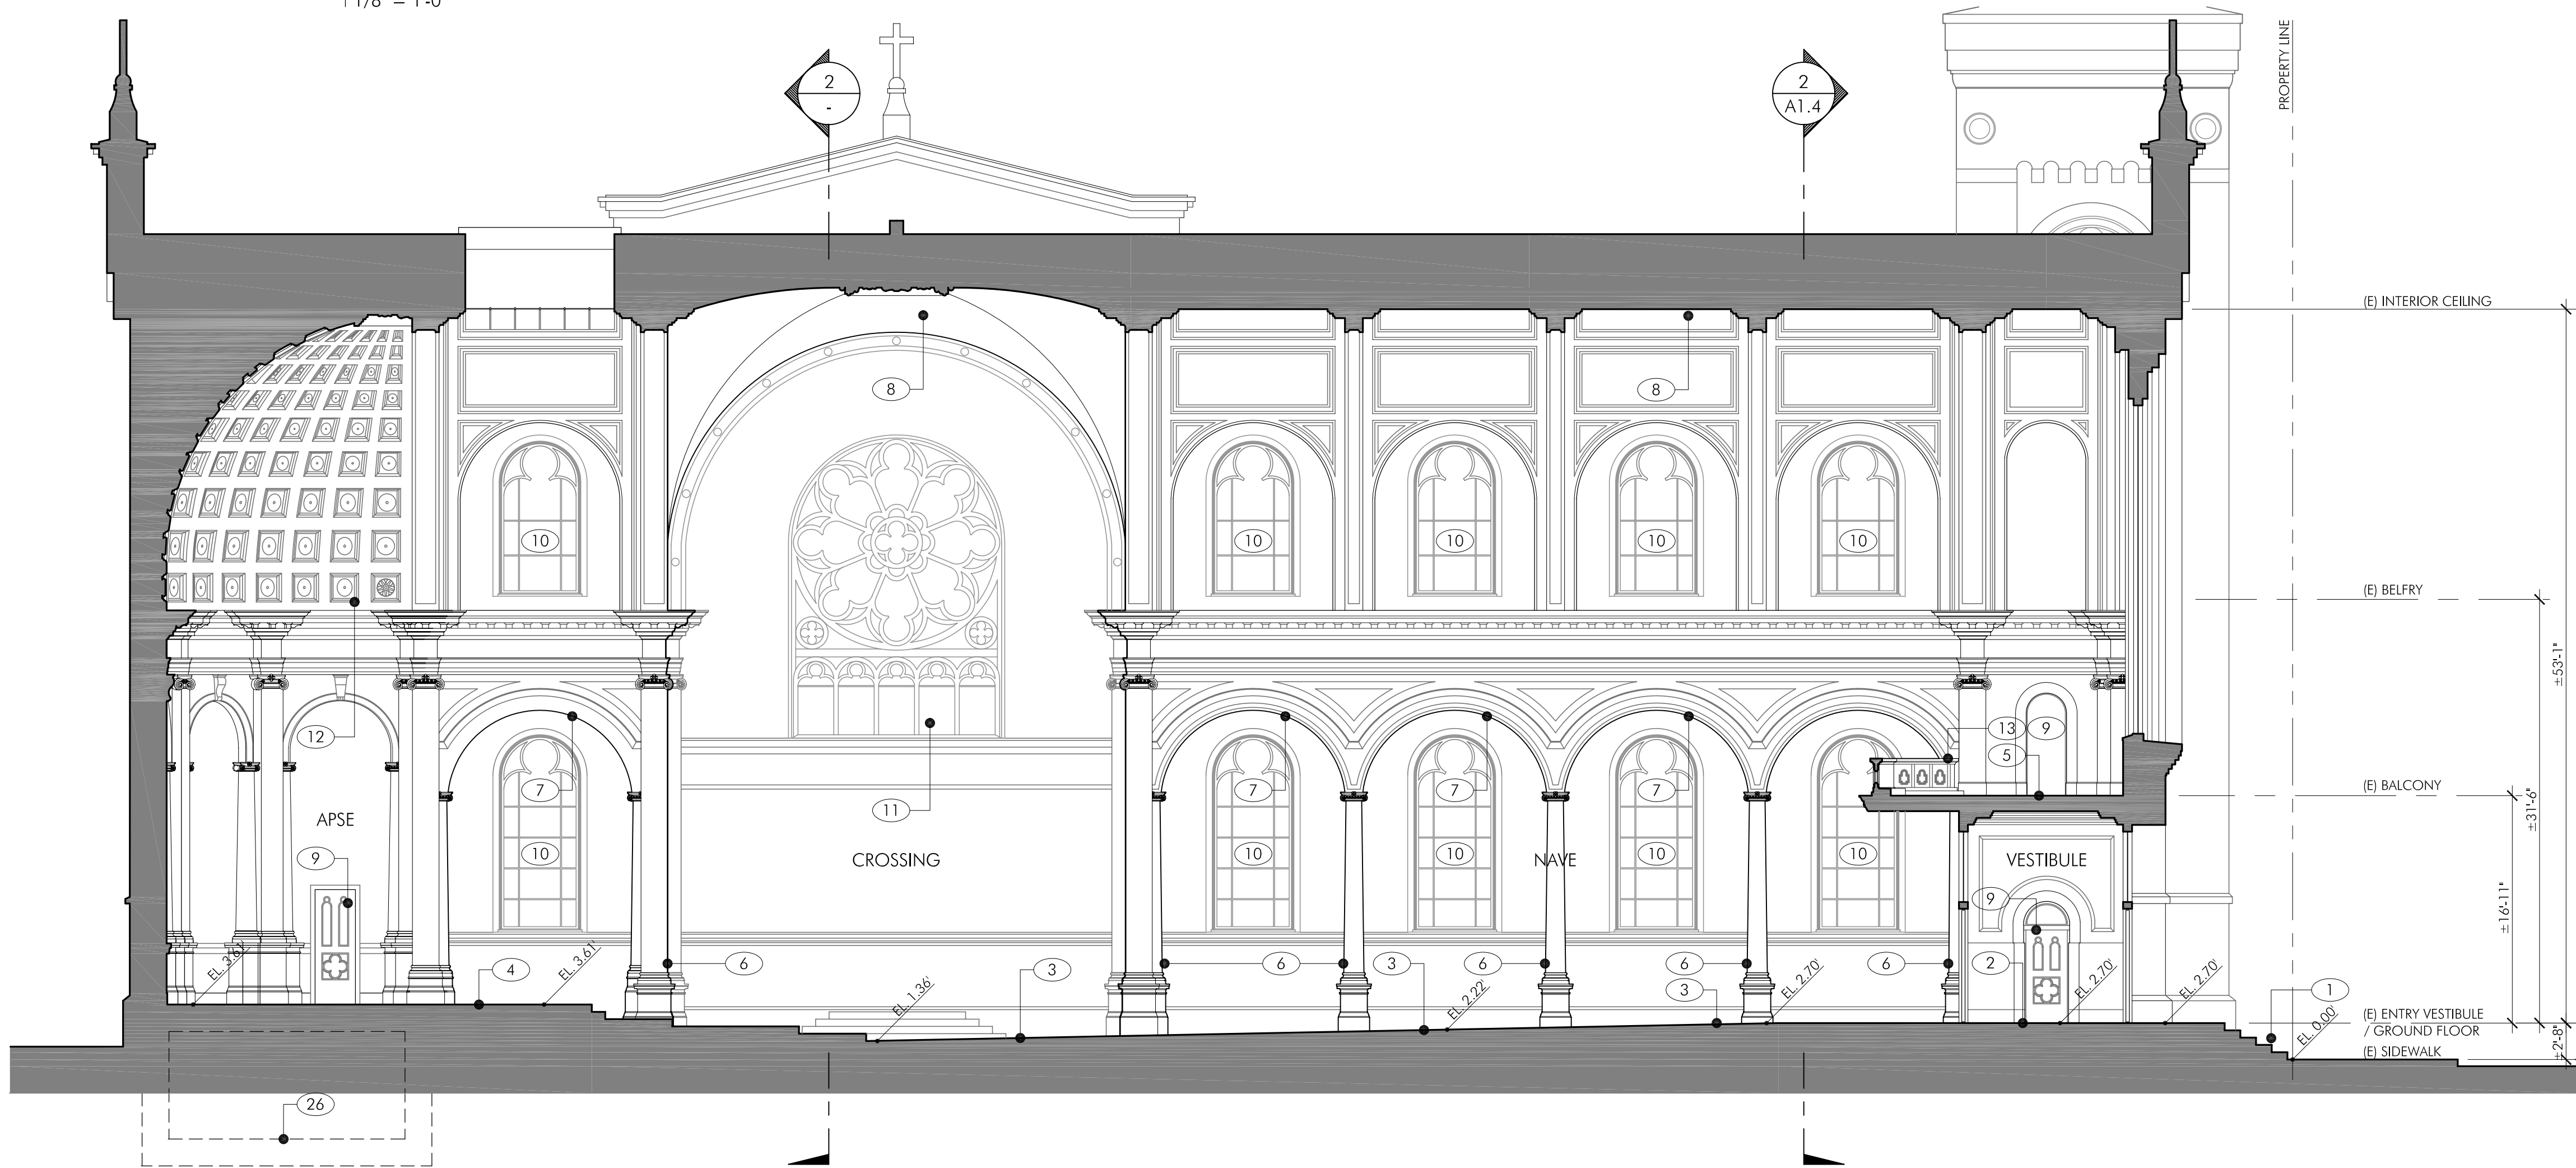 1/8" = 1'-0"
2
-
2
A1.4
PROPERTY LINE
(E) INTERIOR CEILING
8
8
10
10
10
10
10
(E) BELFRY
±53'-1"
12
13
9
5
7
7
7
7
(E) BALCONY
±31'-6"
11
APSE
9
10
CROSSING
10
10
NAVE
10
10
VESTIBULE
9
±16'-11"
EL. 3.61'
4
EL. 3.61'
6
3
EL. 1.36'
6
3
6
EL. 2.22'
6
3
EL. 2.70'
6
2
EL. 2.70'
EL. 2.70'
1
EL. 0.00'
(E) ENTRY VESTIBULE
/ GROUND FLOOR
(E) SIDEWALK
±2'-8"
26